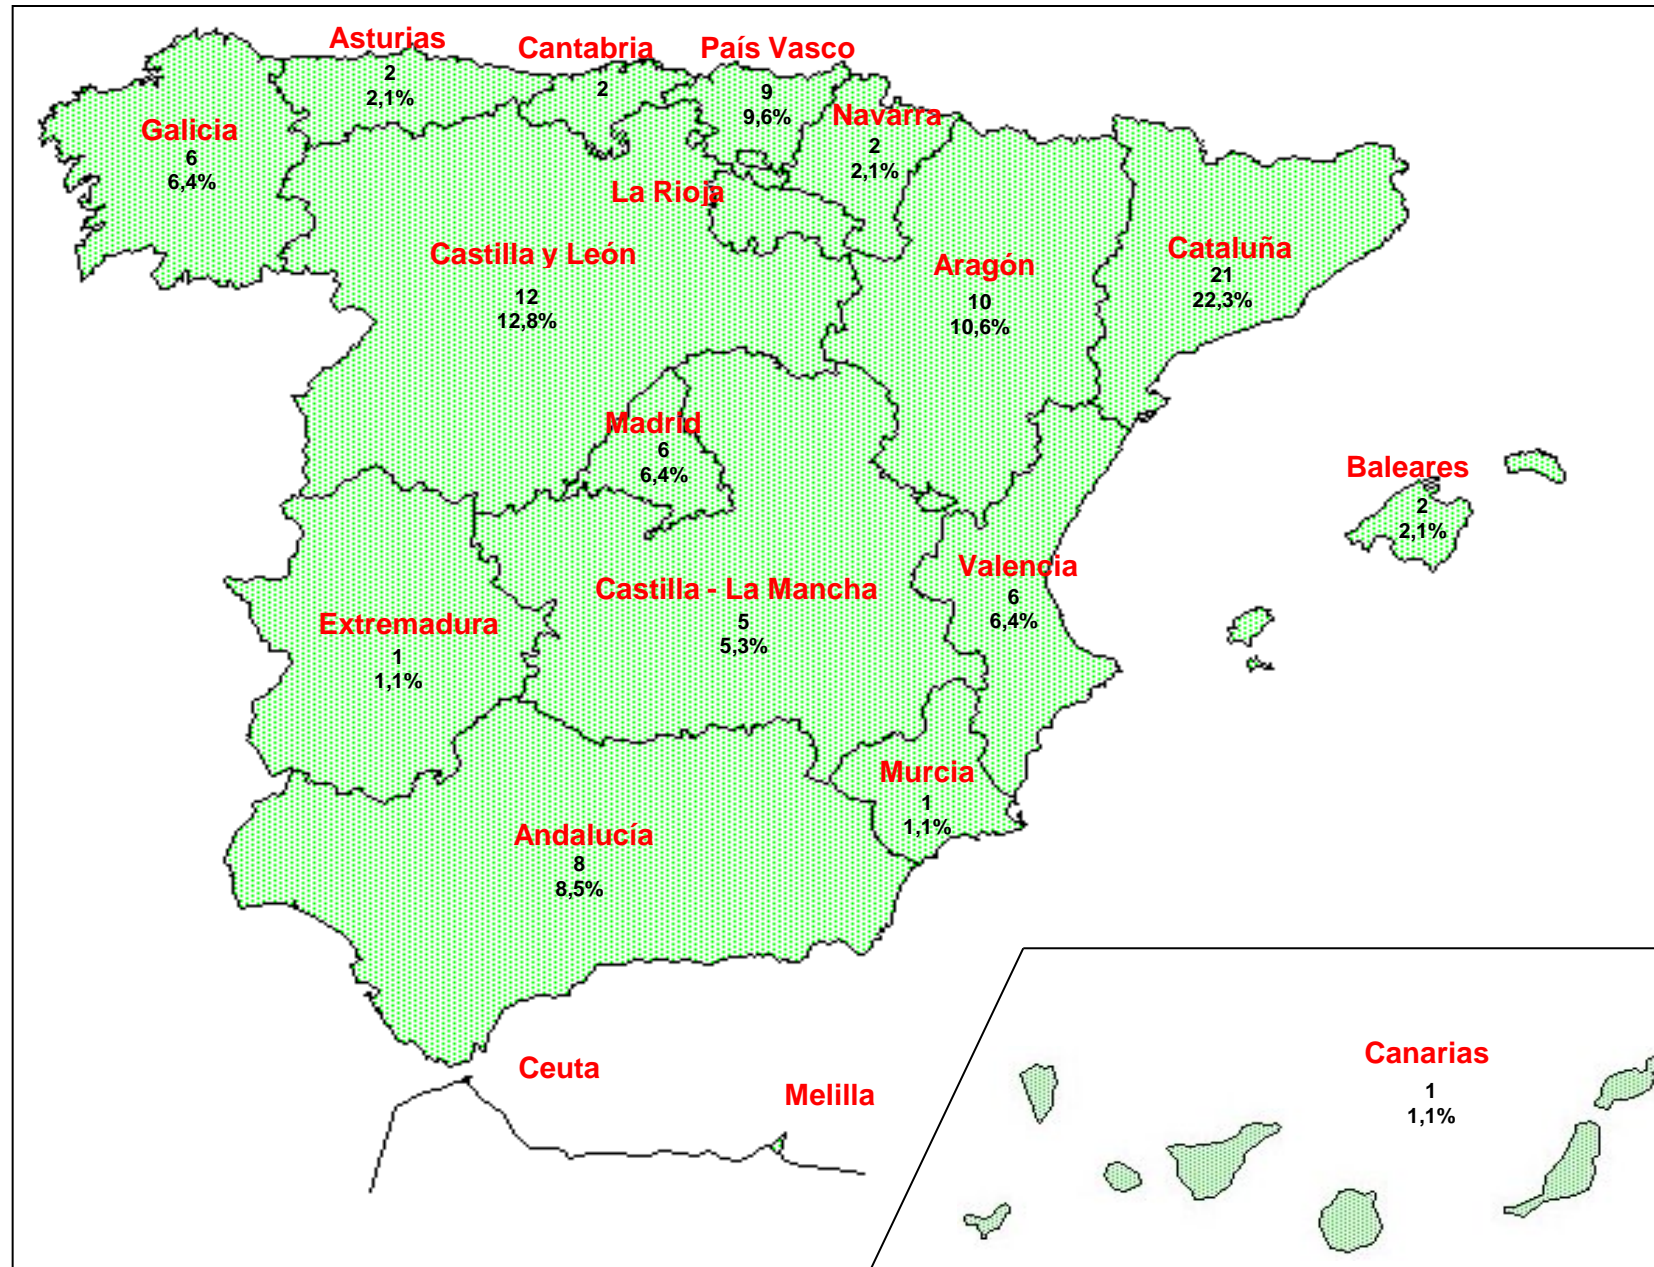 Asturias
2
2,1%
Cantabria
2
País Vasco
9
9,6%
Navarra
2
2,1%
Galicia
6
6,4%
La Rioja
Castilla y León
12
12,8%
Aragón
10
10,6%
Cataluña
21
22,3%
Madrid
6
6,4%
Baleares
2
2,1%
Valencia
6
6,4%
Castilla - La Mancha
5
5,3%
Extremadura
1
1,1%
Murcia
1
1,1%
Andalucía
8
8,5%
Ceuta
Melilla
Canarias
1
1,1%